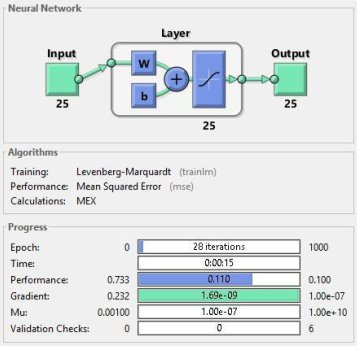 Neural Network
Layer
Input
Output
W
b
+
25
25
25
Algorithms
Training: Levenberg-Marquardt (trainlm)
Performance: Mean Squared Error (mse)
Calculations: MEX
Progress
Epoch: 0 28 iterations 1000
Time: 0:00:15
Performance: 0.733 0.110 0.100
Gradient: 0.232 1.69e-09 1.00e-07
Mu: 0.00100 1.00e-07 1.00e+10
Validation Checks: 0 0 6